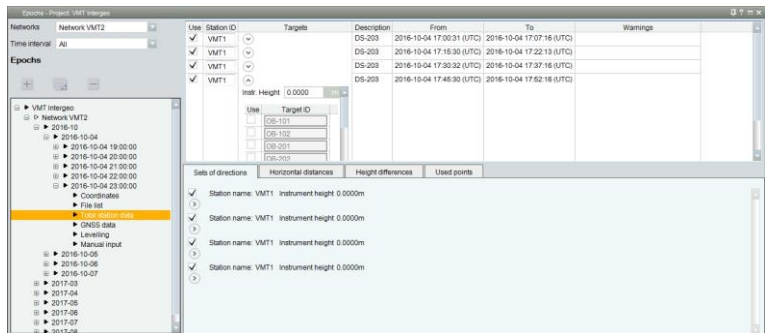 Epochs - Project: VMT Intergeo
Networks Network VMT2
Time interval All
Epochs
VMT Intergeo
Network VMT2
2016-10
2016-10-04
2016-10-04 19:00:00
2016-10-04 20:00:00
2016-10-04 21:00:00
2016-10-04 22:00:00
2016-10-04 23:00:00
Coordinates
File list
Total station data
GNSS data
Levelling
Manual input
2016-10-05
2016-10-06
2016-10-07
2017-03
2017-04
2017-05
2017-06
2017-07
2017-08
Use Station ID Targets Description From To Warnings
VMT1 DS-203 2016-10-04 17:00:31 (UTC) 2016-10-04 17:07:16 (UTC)
VMT1 DS-203 2016-10-04 17:15:30 (UTC) 2016-10-04 17:22:13 (UTC)
VMT1 DS-203 2016-10-04 17:30:32 (UTC) 2016-10-04 17:37:16 (UTC)
VMT1 DS-203 2016-10-04 17:45:30 (UTC) 2016-10-04 17:52:16 (UTC)
Instr. Height 0.0000 m
Use Target ID
OB-101
OB-102
OB-201
OB-202
Sets of directions Horizontal distances Height differences Used points
Station name: VMT1 Instrument height 0.0000m
Station name: VMT1 Instrument height 0.0000m
Station name: VMT1 Instrument height 0.0000m
Station name: VMT1 Instrument height 0.0000m